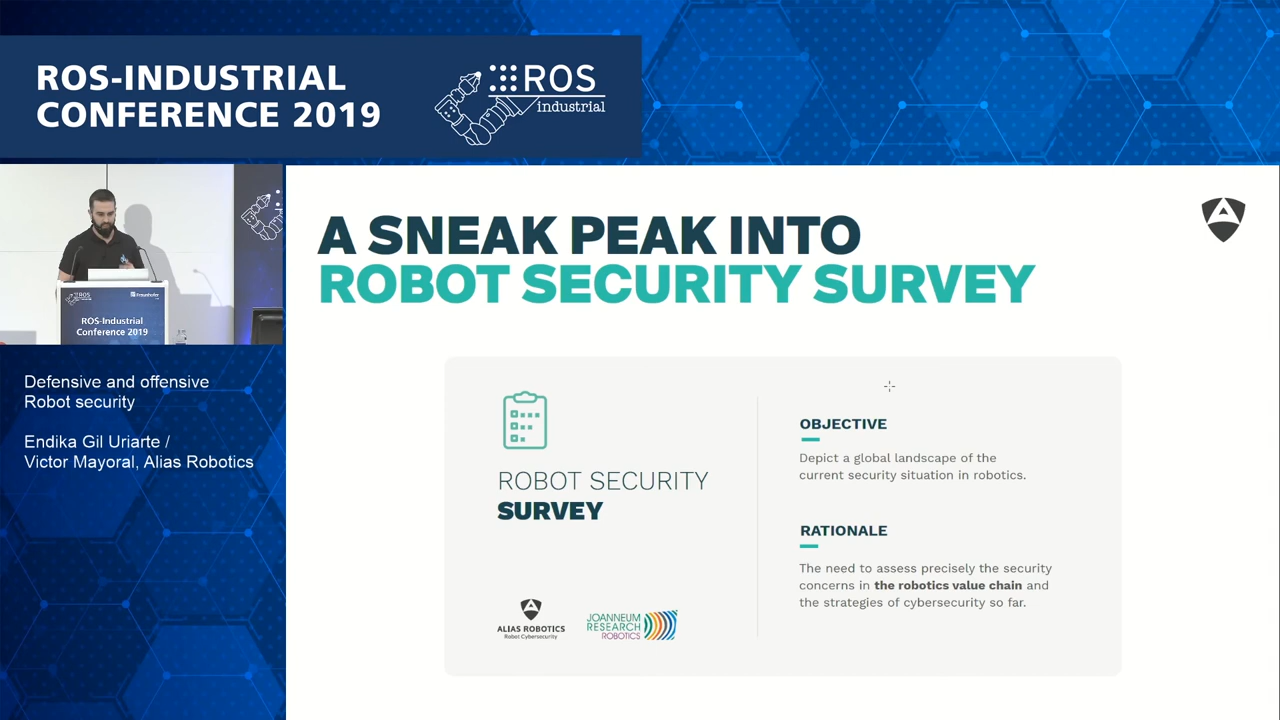 ROS-INDUSTRIAL
CONFERENCE 2019
ROS
industrial
ROS-Industrial
Conference 2019
Defensive and offensive
Robot security
Endika Gil Uriarte /
Victor Mayoral, Alias Robotics
A SNEAK PEAK INTO
ROBOT SECURITY SURVEY
ROBOT SECURITY
SURVEY
ALIAS ROBOTICS
Robot Cybersecurity
JOANNEUM
RESEARCH
ROBOTICS
OBJECTIVE
Depict a global landscape of the
current security situation in robotics.
RATIONALE
The need to assess precisely the security
concerns in the robotics value chain and
the strategies of cybersecurity so far.